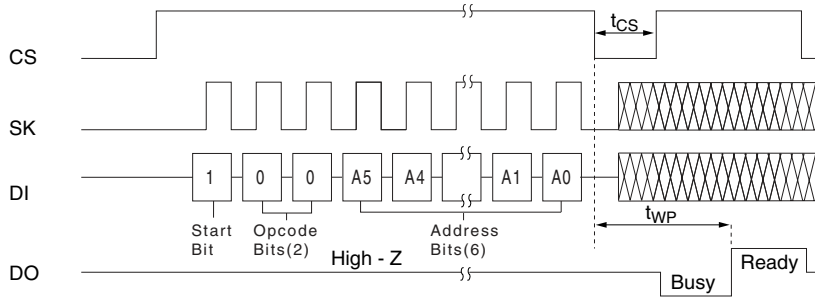 tCS
CS
SK
DI
1 0 0 A5 A4 A1 A0
Start
Bit
Opcode
Bits(2)
Address
Bits(6)
tWP
High - Z
DO
Busy
Ready